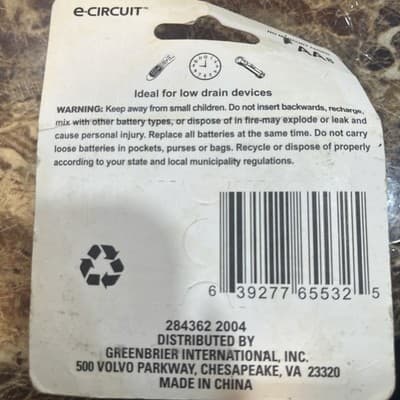 e-CIRCUIT™
AAs
Ideal for low drain devices
WARNING: Keep away from small children. Do not insert backwards, recharge,
mix with other battery types, or dispose of in fire-may explode or leak and
cause personal injury. Replace all batteries at the same time. Do not carry
loose batteries in pockets, purses or bags. Recycle or dispose of properly
according to your state and local municipality regulations.
6 39277 65532 5
284362 2004
DISTRIBUTED BY
GREENBRIER INTERNATIONAL, INC.
500 VOLVO PARKWAY, CHESAPEAKE, VA 23320
MADE IN CHINA